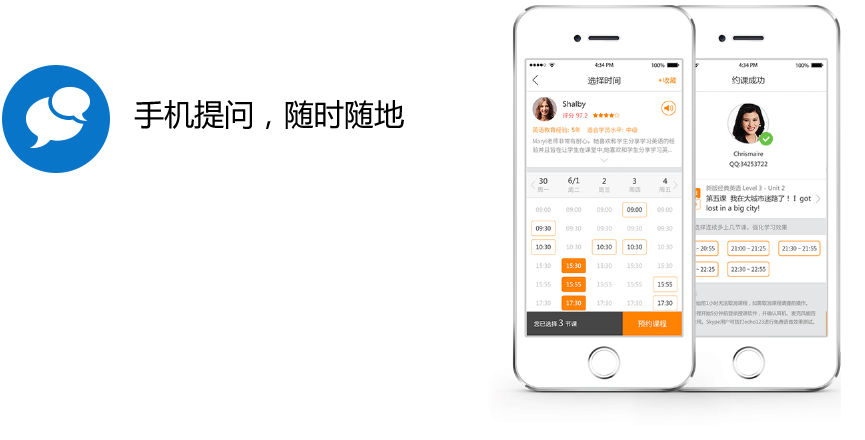 手机提问，随时随地
4:34 PM
100%
选择时间
+收藏
Shalby
评分 97.2
英语教育经验: 5年 适合学员水平: 中级
Moryl老师非常有耐心。她喜欢和学生分享学习英语的经
验并且旨在让学生在课堂中,她喜欢和学生分享学习英...
30 6/1 2 3 4
周一 周二 周三 周四 周五
09:00 09:00 09:00 09:00 09:00
09:30 09:30 09:30 09:30 09:30
10:30 10:30 10:30 10:30 10:30
15:30 15:30 15:30 15:30 15:30
15:55 15:55 15:55 15:55 15:55
17:30 17:30 17:30 17:30 17:30
您已选择 3 节课
预约课程
4:34 PM
100%
约课成功
Chrismaire
QQ:34253722
新版经典英语 Level 3 - Unit 2
第五课 我在大城市迷路了！I got
lost in a big city!
选择连续多上几节课，强化学习效果
- 20:55 21:00 - 21:55 21:30 - 21:55
- 22:25 22:30 - 22:55